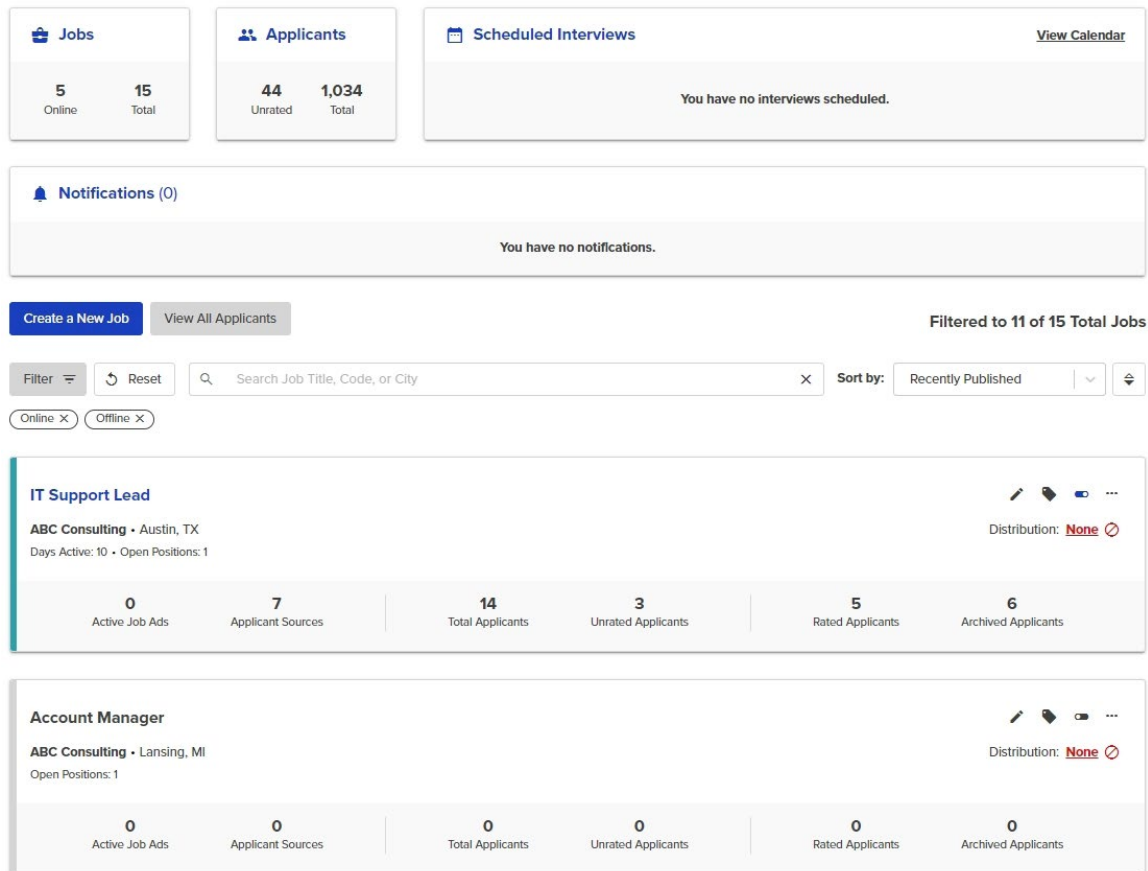 Jobs
5 15
Online Total
Applicants
44 1,034
Unrated Total
Scheduled Interviews View Calendar
You have no interviews scheduled.
Notifications (0)
You have no notifications.
Create a New Job View All Applicants Filtered to 11 of 15 Total Jobs
Filter Reset Search Job Title, Code, or City Sort by: Recently Published
Online Offline
IT Support Lead
ABC Consulting • Austin, TX Distribution: None
Days Active: 10 • Open Positions: 1
0 7 14 3 5 6
Active Job Ads Applicant Sources Total Applicants Unrated Applicants Rated Applicants Archived Applicants
Account Manager
ABC Consulting • Lansing, MI Distribution: None
Open Positions: 1
0 0 0 0 0 0
Active Job Ads Applicant Sources Total Applicants Unrated Applicants Rated Applicants Archived Applicants